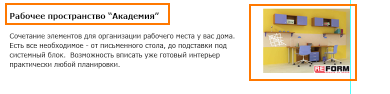 Рабочее пространство “Академия”
Сочетание элементов для организации рабочего места у вас дома.
Есть все необходимое - от письменного стола, до подставки под
системный блок.  Возможность вписать уже готовый интерьер
практически любой планировки.
REFORM